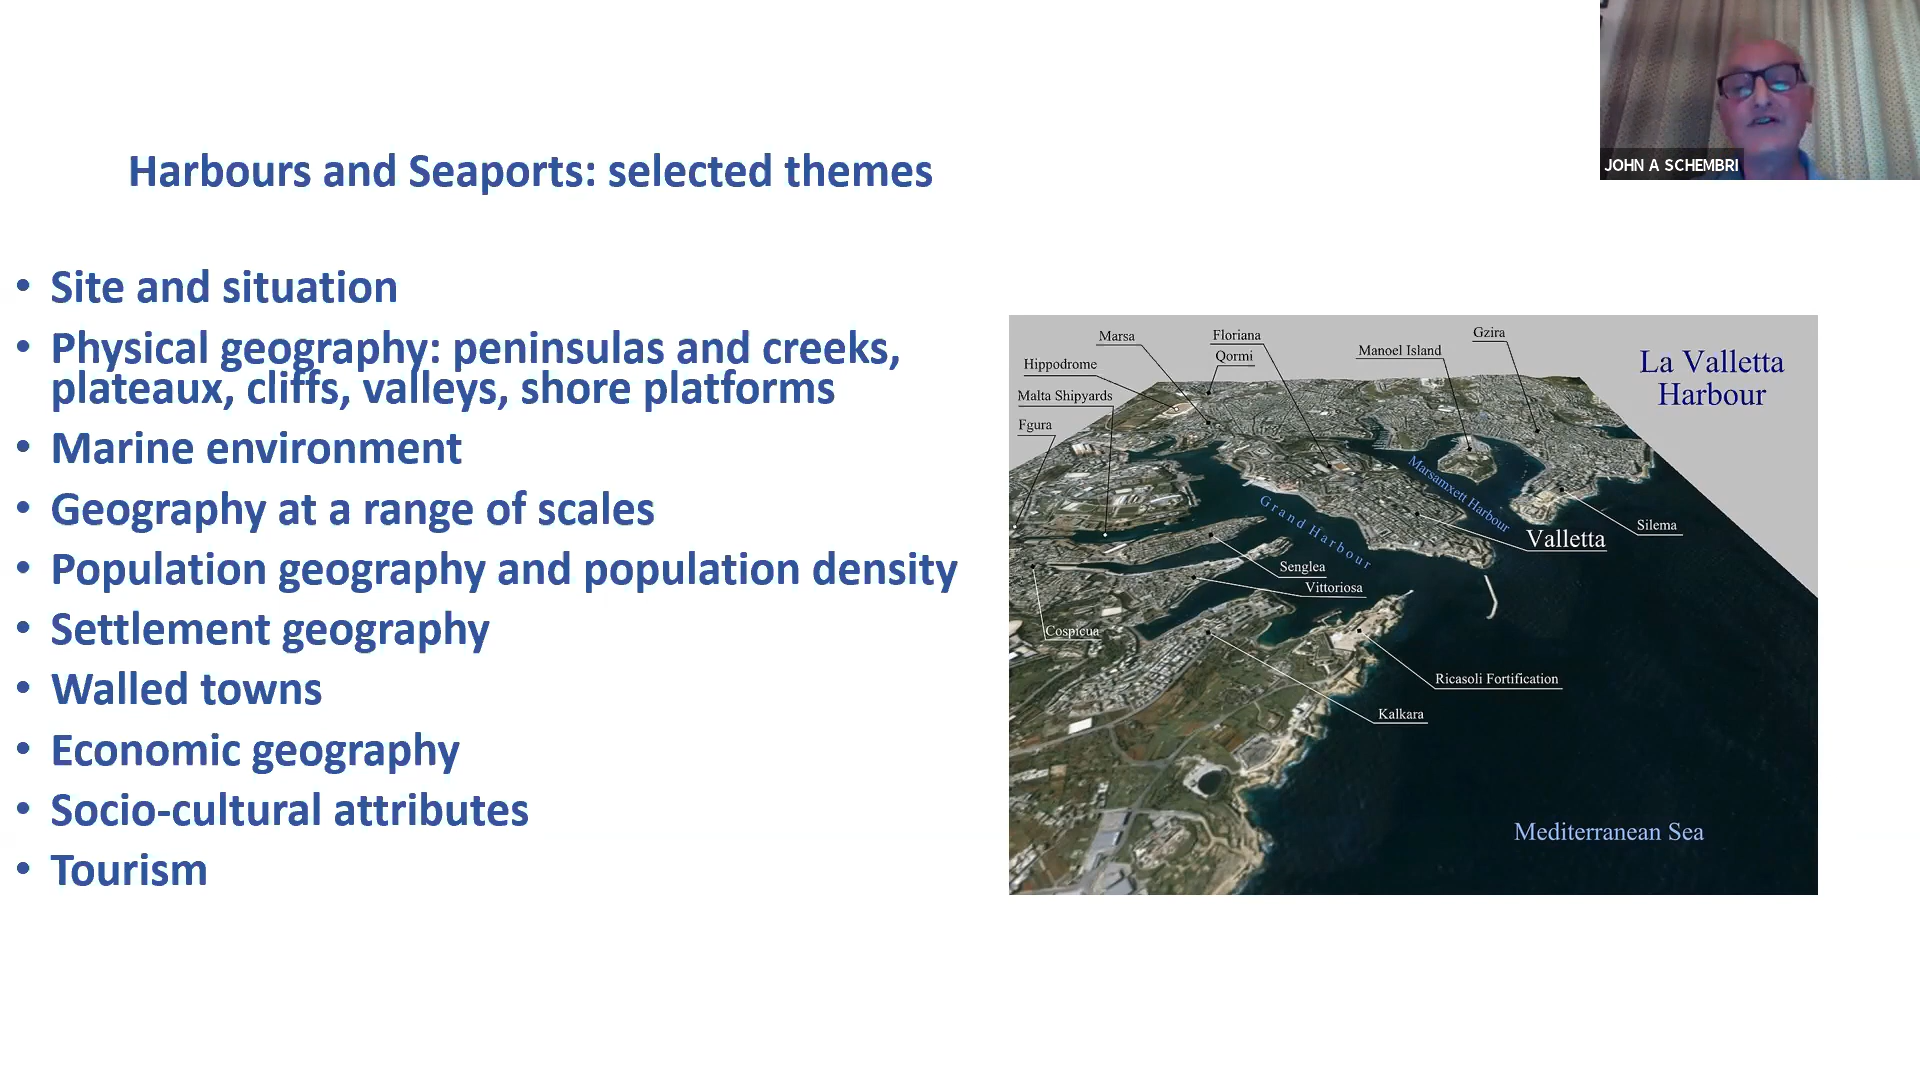 JOHN A SCHEMBRI
Harbours and Seaports: selected themes
• Site and situation
• Physical geography: peninsulas and creeks,
plateaux, cliffs, valleys, shore platforms
• Marine environment
• Geography at a range of scales
• Population geography and population density
• Settlement geography
• Walled towns
• Economic geography
• Socio-cultural attributes
• Tourism
La Valletta
Harbour
Marsa
Floriana
Gzira
Qormi
Manoel Island
Hippodrome
Malta Shipyards
Fgura
Marsamxett Harbour
Grand Harbour
Silema
Valletta
Senglea
Vittoriosa
Cospicua
Ricasoli Fortification
Kalkara
Mediterranean Sea